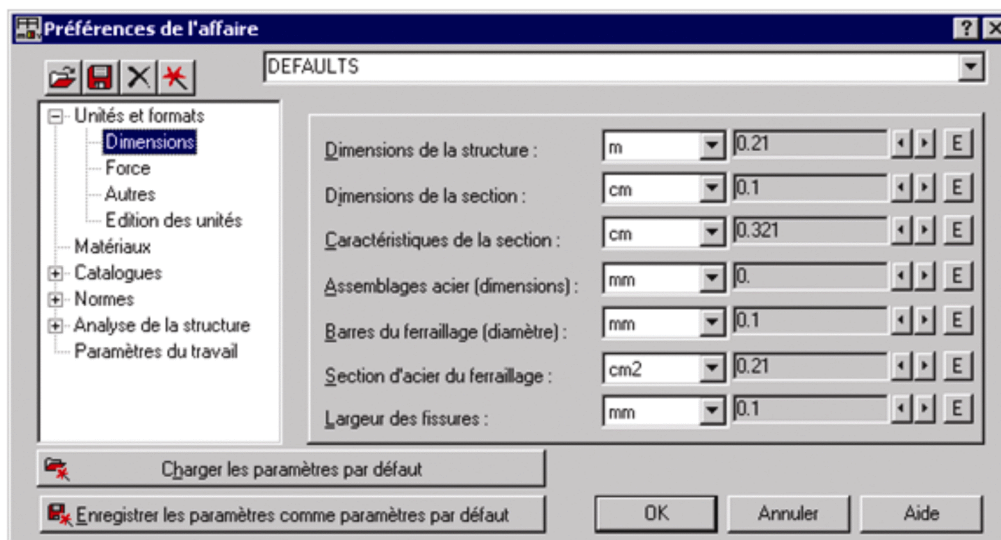 Préférences de l'affaire
DEFAULTS
Unités et formats
Dimensions
Force
Autres
Edition des unités
Matériaux
Catalogues
Normes
Analyse de la structure
Paramètres du travail
Dimensions de la structure : m 0.21 E
Dimensions de la section : cm 0.1 E
Caractéristiques de la section : cm 0.321 E
Assemblages acier (dimensions) : mm 0. E
Barres du ferraillage (diamètre) : mm 0.1 E
Section d'acier du ferraillage : cm2 0.21 E
Largeur des fissures : mm 0.1 E
Charger les paramètres par défaut
Enregistrer les paramètres comme paramètres par défaut
OK Annuler Aide